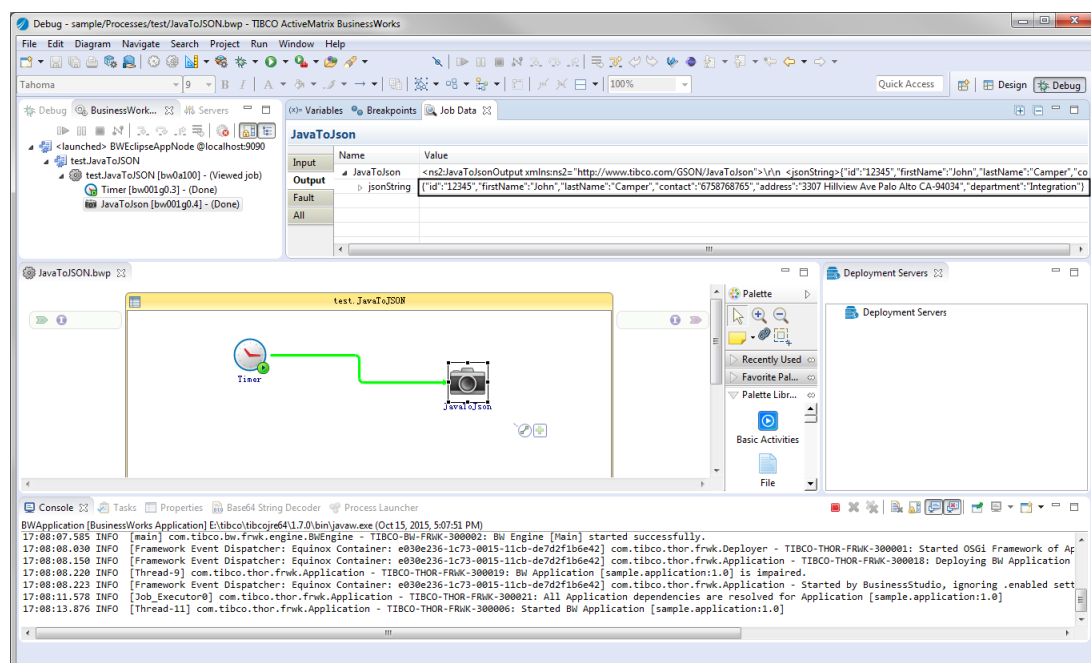 Debug - sample/Processes/test/JavaToJSON.bwp - TIBCO ActiveMatrix BusinessWorks
File Edit Diagram Navigate Search Project Run Window Help
Tahoma 9 B I A 100% Quick Access Design Debug
Debug BusinessWork... Servers
<launched> BWEclipseAppNode @localhost:9090
test.JavaToJSON
test.JavaToJSON [bw0a100] - (Viewed job)
Timer [bw001g0.3] - (Done)
JavaToJson [bw001g0.4] - (Done)
(x)= Variables Breakpoints Job Data
JavaToJson
Input
Output
Fault
All
Name Value
JavaToJson <ns2:JavaToJsonOutput xmlns:ns2="http://www.tibco.com/GSON/JavaToJson">\r\n <jsonString>{"id":"12345","firstName":"John","lastName":"Camper","co
jsonString {"id":"12345","firstName":"John","lastName":"Camper","contact":"6758768765","address":"3307 Hillview Ave Palo Alto CA-94034","department":"Integration"}
JavaToJSON.bwp
test.JavaToJSON
Timer
JavaToJson
Palette
Recently Used
Favorite Pal...
Palette Libr...
Basic Activities
File
Deployment Servers
Deployment Servers
Console Tasks Properties Base64 String Decoder Process Launcher
BWApplication [BusinessWorks Application] E:\tibco\tibcojre64\1.7.0\bin\javaw.exe (Oct 15, 2015, 5:07:51 PM)
17:08:07.585 INFO [main] com.tibco.bw.frwk.engine.BWEngine - TIBCO-BW-FRWK-300002: BW Engine [Main] started successfully.
17:08:08.030 INFO [Framework Event Dispatcher: Equinox Container: e030e236-1c73-0015-11cb-de7d2f1b6e42] com.tibco.thor.frwk.Deployer - TIBCO-THOR-FRWK-300001: Started OSGi Framework of Ap
17:08:08.150 INFO [Framework Event Dispatcher: Equinox Container: e030e236-1c73-0015-11cb-de7d2f1b6e42] com.tibco.thor.frwk.Application - TIBCO-THOR-FRWK-300018: Deploying BW Application
17:08:08.220 INFO [Thread-9] com.tibco.thor.frwk.Application - TIBCO-THOR-FRWK-300019: BW Application [sample.application:1.0] is impaired.
17:08:08.223 INFO [Framework Event Dispatcher: Equinox Container: e030e236-1c73-0015-11cb-de7d2f1b6e42] com.tibco.thor.frwk.Application - Started by BusinessStudio, ignoring .enabled sett
17:08:11.578 INFO [Job_Executor0] com.tibco.thor.frwk.Application - TIBCO-THOR-FRWK-300021: All Application dependencies are resolved for Application [sample.application:1.0]
17:08:13.876 INFO [Thread-11] com.tibco.thor.frwk.Application - TIBCO-THOR-FRWK-300006: Started BW Application [sample.application:1.0]